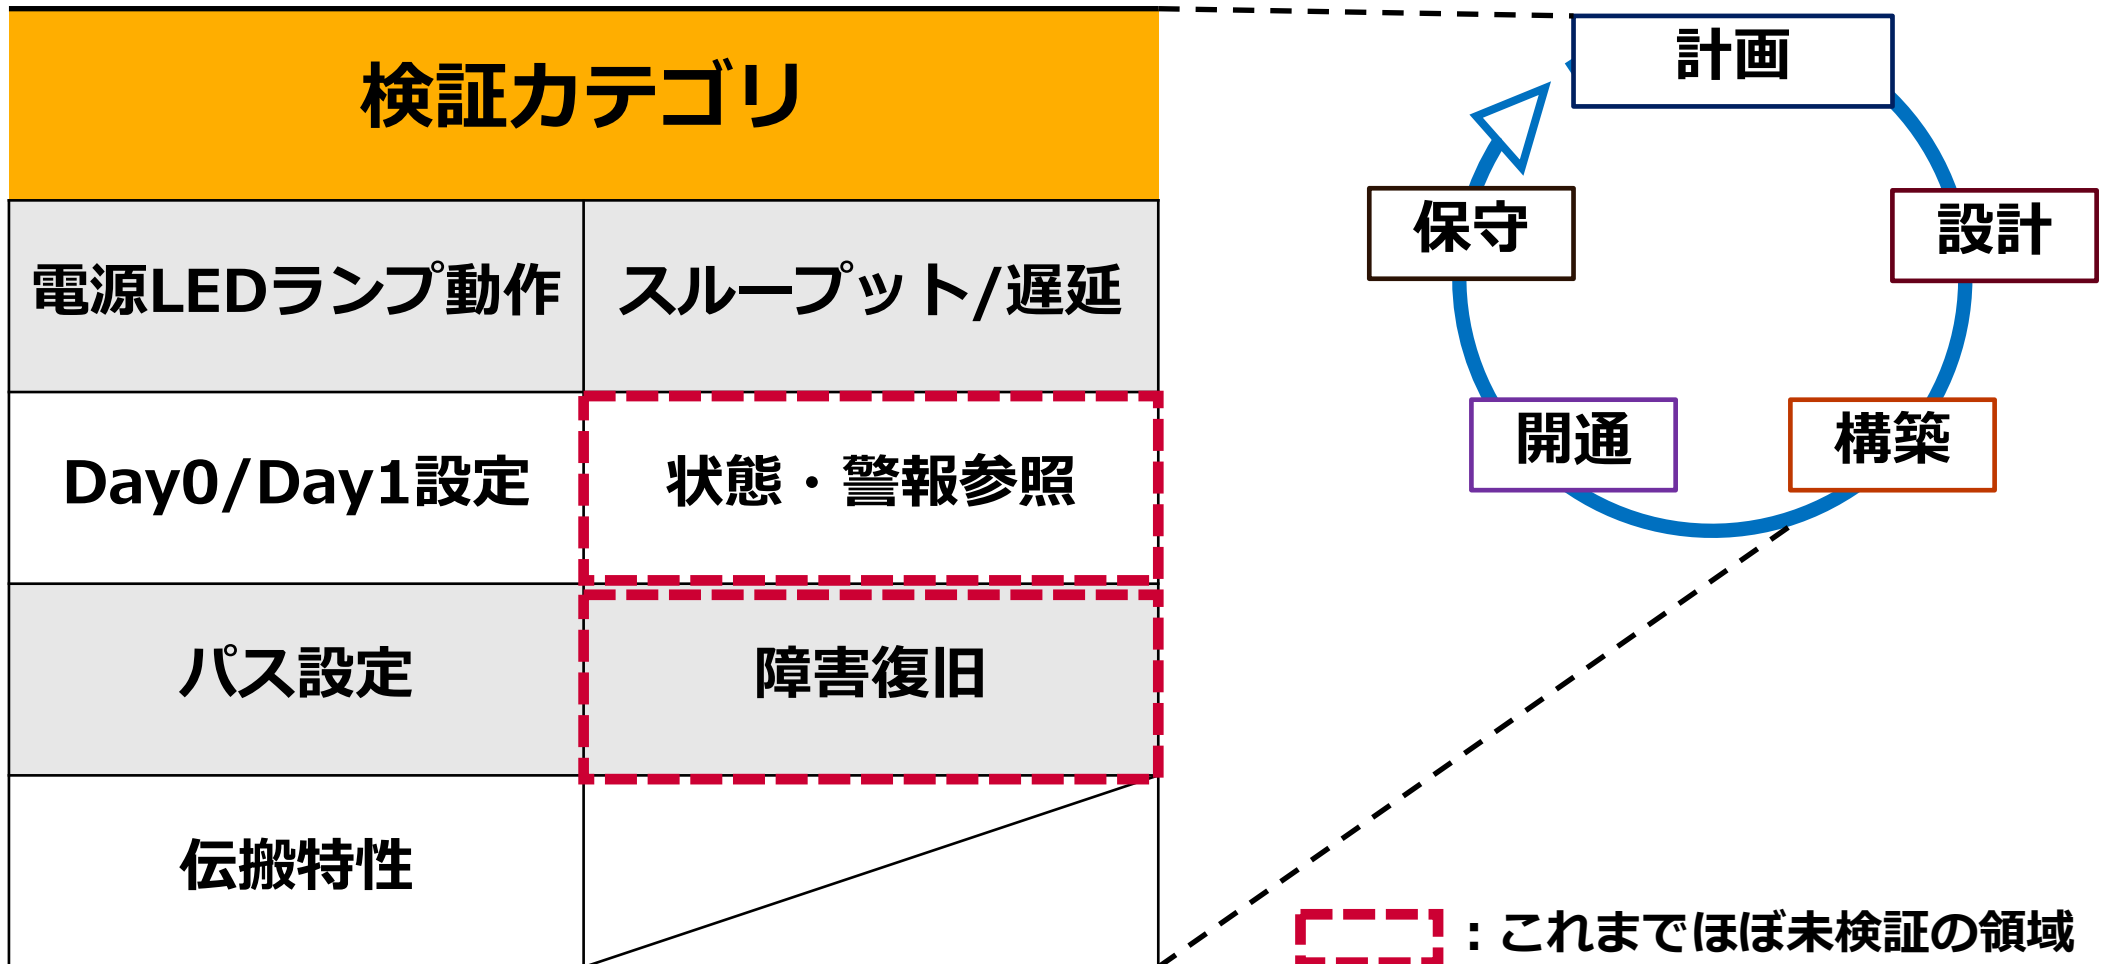 検証カテゴリ
電源LEDランプ動作
スループット/遅延
Day0/Day1設定
状態・警報参照
パス設定
障害復旧
伝搬特性
計画
設計
構築
開通
保守
：これまでほぼ未検証の領域